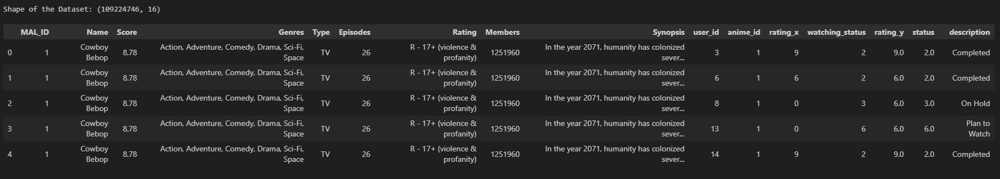 Shape of the Dataset: (109224746, 16)
MAL_ID Name Score Genres Type Episodes Rating Members Synopsis user_id anime_id rating_x watching_status rating_y status description
0 1 Cowboy Bebop 8.78 Action, Adventure, Comedy, Drama, Sci-Fi, Space TV 26 R - 17+ (violence & profanity) 1251960 In the year 2071, humanity has colonized sever... 3 1 9 2 9.0 2.0 Completed
1 1 Cowboy Bebop 8.78 Action, Adventure, Comedy, Drama, Sci-Fi, Space TV 26 R - 17+ (violence & profanity) 1251960 In the year 2071, humanity has colonized sever... 6 1 6 2 6.0 2.0 Completed
2 1 Cowboy Bebop 8.78 Action, Adventure, Comedy, Drama, Sci-Fi, Space TV 26 R - 17+ (violence & profanity) 1251960 In the year 2071, humanity has colonized sever... 8 1 0 3 6.0 3.0 On Hold
3 1 Cowboy Bebop 8.78 Action, Adventure, Comedy, Drama, Sci-Fi, Space TV 26 R - 17+ (violence & profanity) 1251960 In the year 2071, humanity has colonized sever... 13 1 0 6 6.0 6.0 Plan to Watch
4 1 Cowboy Bebop 8.78 Action, Adventure, Comedy, Drama, Sci-Fi, Space TV 26 R - 17+ (violence & profanity) 1251960 In the year 2071, humanity has colonized sever... 14 1 9 2 9.0 2.0 Completed